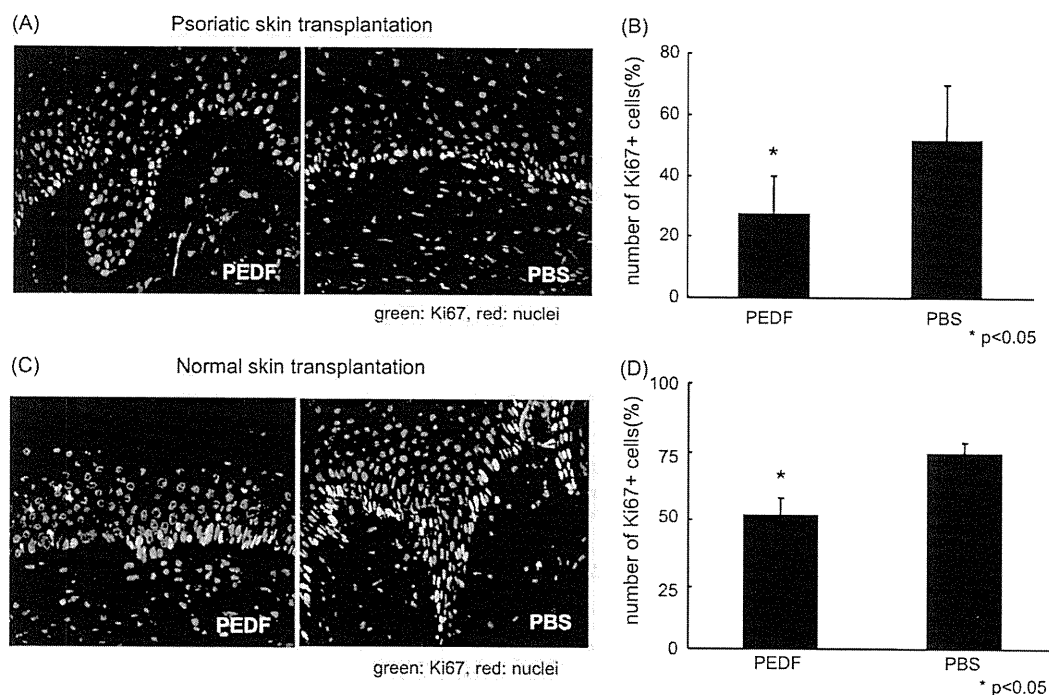 (A)
Psoriatic skin transplantation
PEDF
PBS
green: Ki67, red: nuclei
(B)
number of Ki67+ cells(%)
80
60
40
20
0
*
PEDF
PBS
* p<0.05
(C)
Normal skin transplantation
PEDF
PBS
green: Ki67, red: nuclei
(D)
number of Ki67+ cells(%)
100
75
50
25
0
*
PEDF
PBS
* p<0.05